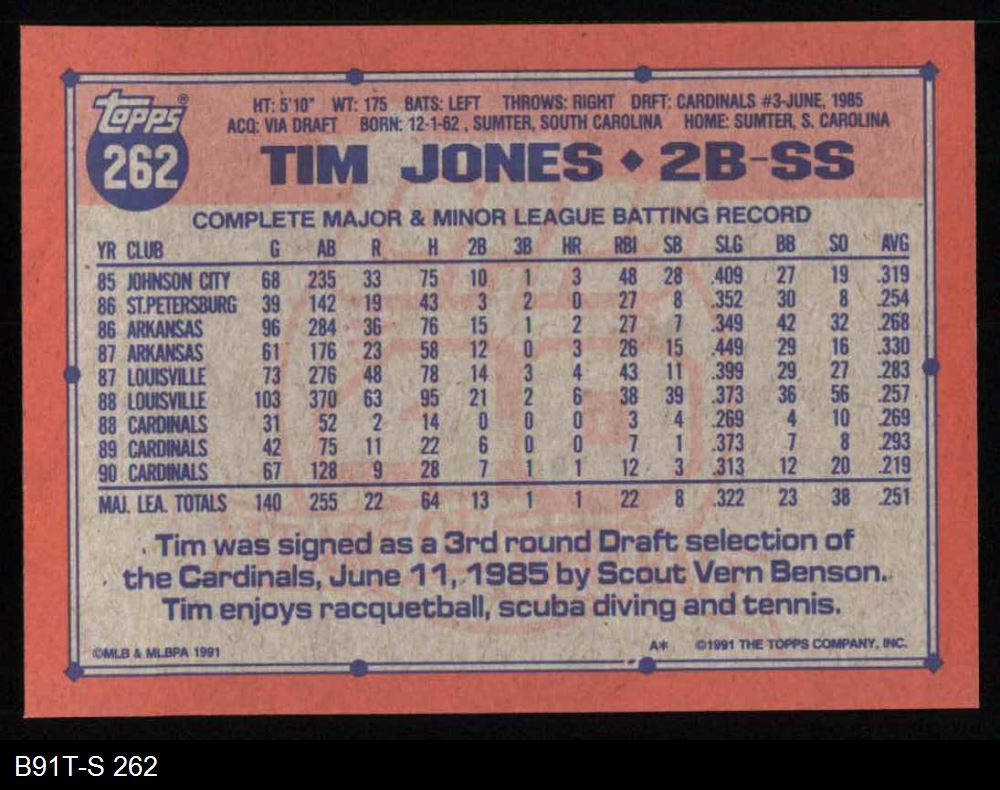 Topps®
262
HT: 5'10" WT: 175 BATS: LEFT THROWS: RIGHT DRFT: CARDINALS #3-JUNE, 1985
ACQ: VIA DRAFT BORN: 12-1-62 , SUMTER, SOUTH CAROLINA HOME: SUMTER, S. CAROLINA
TIM JONES ♦ 2B-SS
COMPLETE MAJOR & MINOR LEAGUE BATTING RECORD
YR CLUB G AB R H 2B 3B HR RBI SB SLG BB SO AVG
85 JOHNSON CITY 68 235 33 75 10 1 3 48 28 .409 27 19 .319
86 ST.PETERSBURG 39 142 19 43 3 2 0 27 8 .352 30 8 .254
86 ARKANSAS 96 284 36 76 15 1 2 27 7 .349 42 32 .268
87 ARKANSAS 61 176 23 58 12 0 3 26 15 .449 29 16 .330
87 LOUISVILLE 73 276 48 78 14 3 4 43 11 .399 29 27 .283
88 LOUISVILLE 103 370 63 95 21 2 6 38 39 .373 36 56 .257
88 CARDINALS 31 52 2 14 0 0 0 3 4 .269 4 10 .269
89 CARDINALS 42 75 11 22 6 0 0 7 1 .373 7 8 .293
90 CARDINALS 67 128 9 28 7 1 1 12 3 .313 12 20 .219
MAJ. LEA. TOTALS 140 255 22 64 13 1 1 22 8 .322 23 38 .251
Tim was signed as a 3rd round Draft selection of
the Cardinals, June 11, 1985 by Scout Vern Benson.
Tim enjoys racquetball, scuba diving and tennis.
©MLB & MLBPA 1991 A* ©1991 THE TOPPS COMPANY, INC.
B91T-S 262